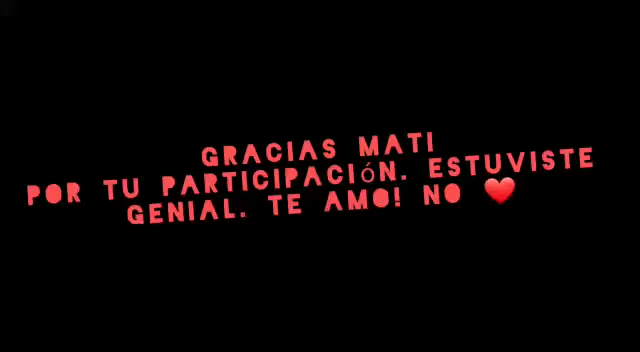 GRACIAS MATI
POR TU PARTICIPACIÓN. ESTUVISTE
GENIAL. TE AMO! NO ❤️